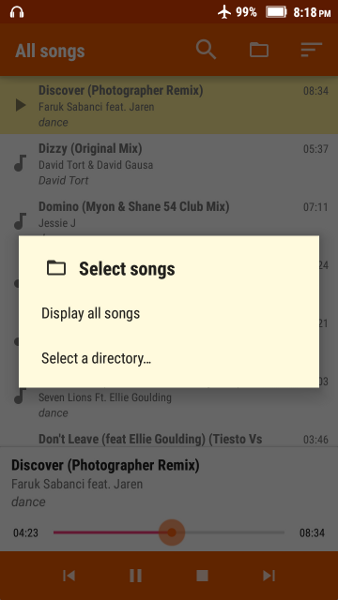 99% 8:18 PM
All songs
Discover (Photographer Remix) 08:34
Faruk Sabanci feat. Jaren
dance
Dizzy (Original Mix) 05:37
David Tort & David Gausa
David Tort
Domino (Myon & Shane 54 Club Mix) 07:11
Jessie J
24
Select songs
Display all songs
21
Select a directory...
03
Seven Lions Ft. Ellie Goulding
dance
Don't Leave (feat Ellie Goulding) (Tiesto Vs 03:46
Discover (Photographer Remix)
Faruk Sabanci feat. Jaren
dance
04:23 08:34